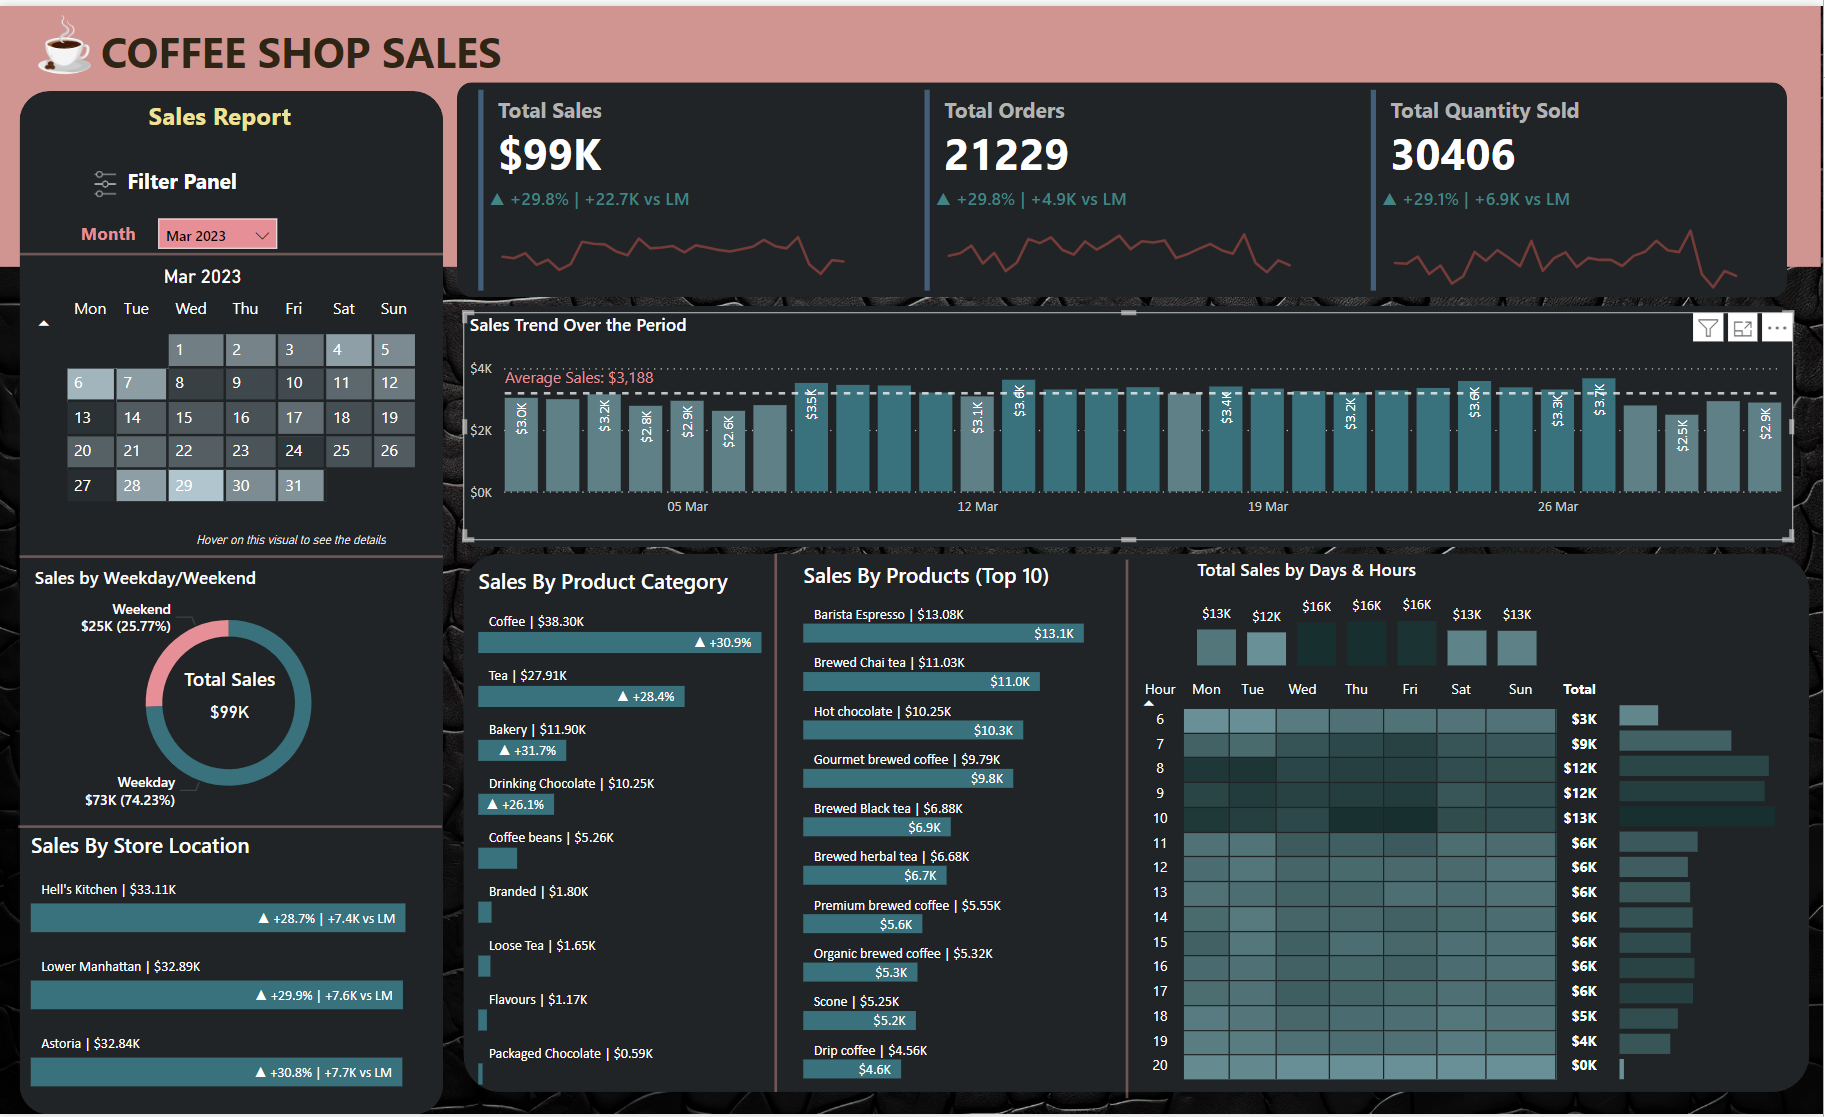 COFFEE SHOP SALES
Sales Report
Filter Panel
Month
Mar 2023
Mar 2023
Mon Tue Wed Thu Fri Sat Sun
1 2 3 4 5
6 7 8 9 10 11 12
13 14 15 16 17 18 19
20 21 22 23 24 25 26
27 28 29 30 31
Hover on this visual to see the details
Sales by Weekday/Weekend
Weekend
$25K (25.77%)
Total Sales
$99K
Weekday
$73K (74.23%)
Sales By Store Location
Hell's Kitchen | $33.11K
▲ +28.7% | +7.4K vs LM
Lower Manhattan | $32.89K
▲ +29.9% | +7.6K vs LM
Astoria | $32.84K
▲ +30.8% | +7.7K vs LM
Total Sales
$99K
▲ +29.8% | +22.7K vs LM
Total Orders
21229
▲ +29.8% | +4.9K vs LM
Total Quantity Sold
30406
▲ +29.1% | +6.9K vs LM
Sales Trend Over the Period
$4K
Average Sales: $3,188
$2K
$0K
$3.0K $3.2K $2.8K $2.9K $2.6K $3.5K $3.1K $3.6K $3.4K $3.2K $3.6K $3.3K $3.7K $2.5K $2.9K
05 Mar 12 Mar 19 Mar 26 Mar
Sales By Product Category
Coffee | $38.30K
▲ +30.9%
Tea | $27.91K
▲ +28.4%
Bakery | $11.90K
▲ +31.7%
Drinking Chocolate | $10.25K
▲ +26.1%
Coffee beans | $5.26K
Branded | $1.80K
Loose Tea | $1.65K
Flavours | $1.17K
Packaged Chocolate | $0.59K
Sales By Products (Top 10)
Barista Espresso | $13.08K
$13.1K
Brewed Chai tea | $11.03K
$11.0K
Hot chocolate | $10.25K
$10.3K
Gourmet brewed coffee | $9.79K
$9.8K
Brewed Black tea | $6.88K
$6.9K
Brewed herbal tea | $6.68K
$6.7K
Premium brewed coffee | $5.55K
$5.6K
Organic brewed coffee | $5.32K
$5.3K
Scone | $5.25K
$5.2K
Drip coffee | $4.56K
$4.6K
Total Sales by Days & Hours
$13K $12K $16K $16K $16K $13K $13K
Hour Mon Tue Wed Thu Fri Sat Sun Total
6 $3K
7 $9K
8 $12K
9 $12K
10 $13K
11 $6K
12 $6K
13 $6K
14 $6K
15 $6K
16 $6K
17 $6K
18 $5K
19 $4K
20 $0K